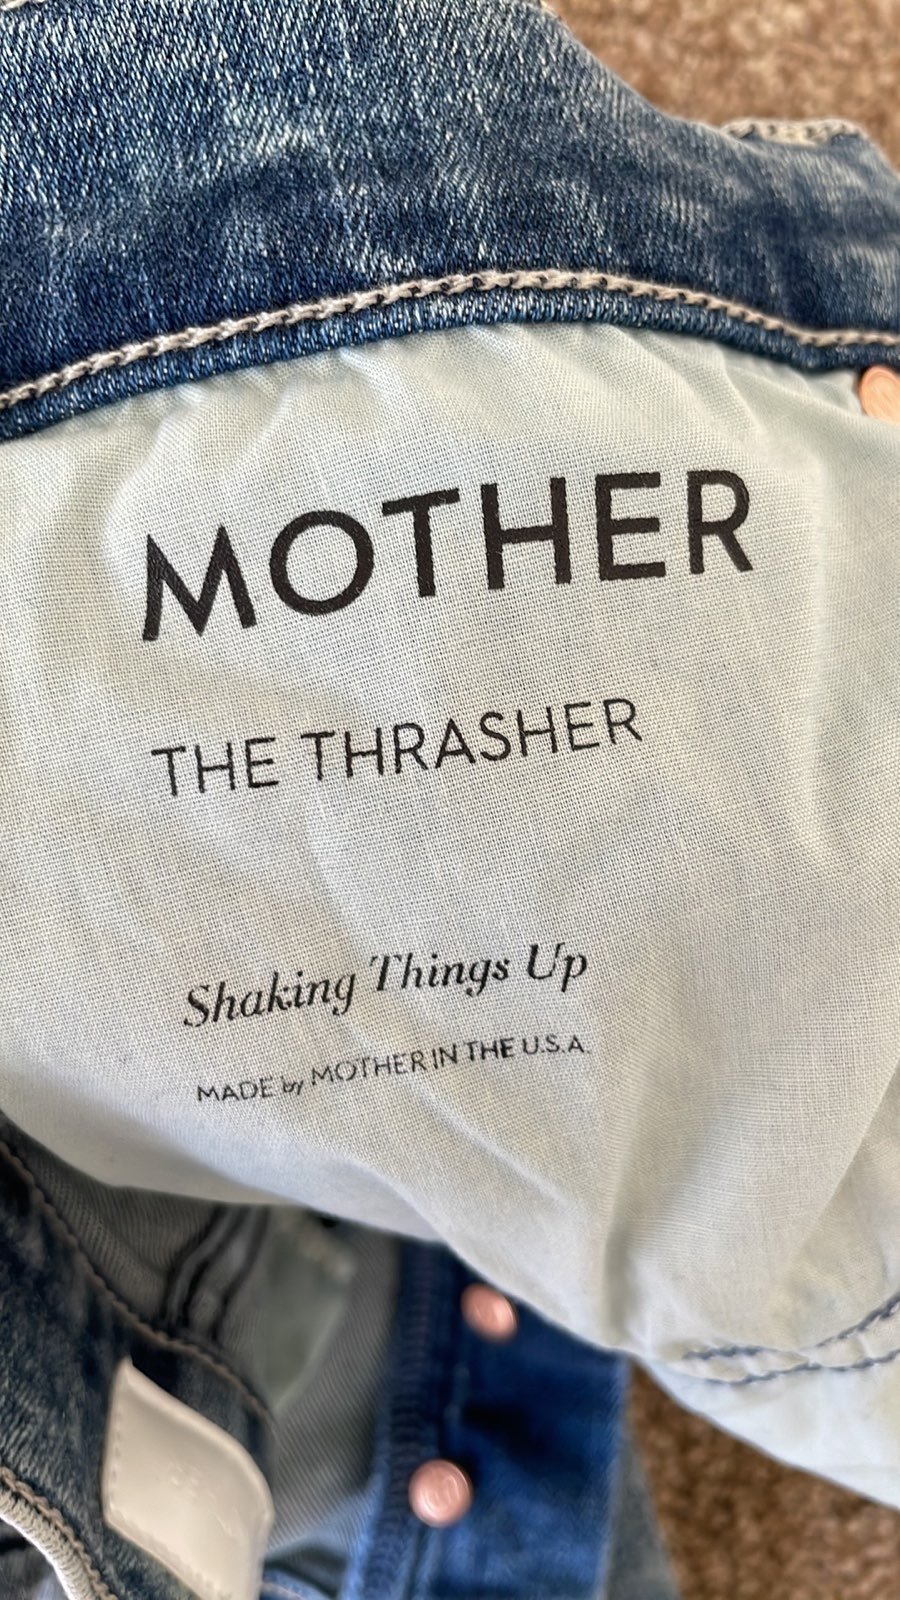 MOTHER
THE THRASHER
Shaking Things Up
MADE by MOTHER IN THE U.S.A.